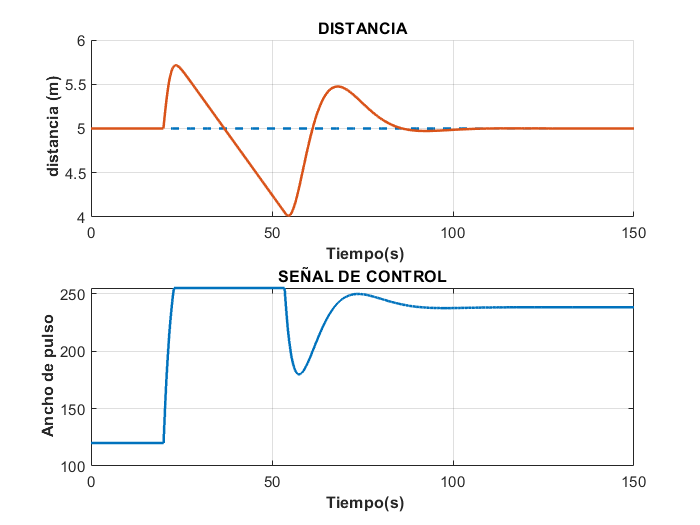 DISTANCIA
distancia (m)
6
5.5
5
4.5
4
0
50
100
150
Tiempo(s)
SEÑAL DE CONTROL
Ancho de pulso
250
200
150
100
0
50
100
150
Tiempo(s)